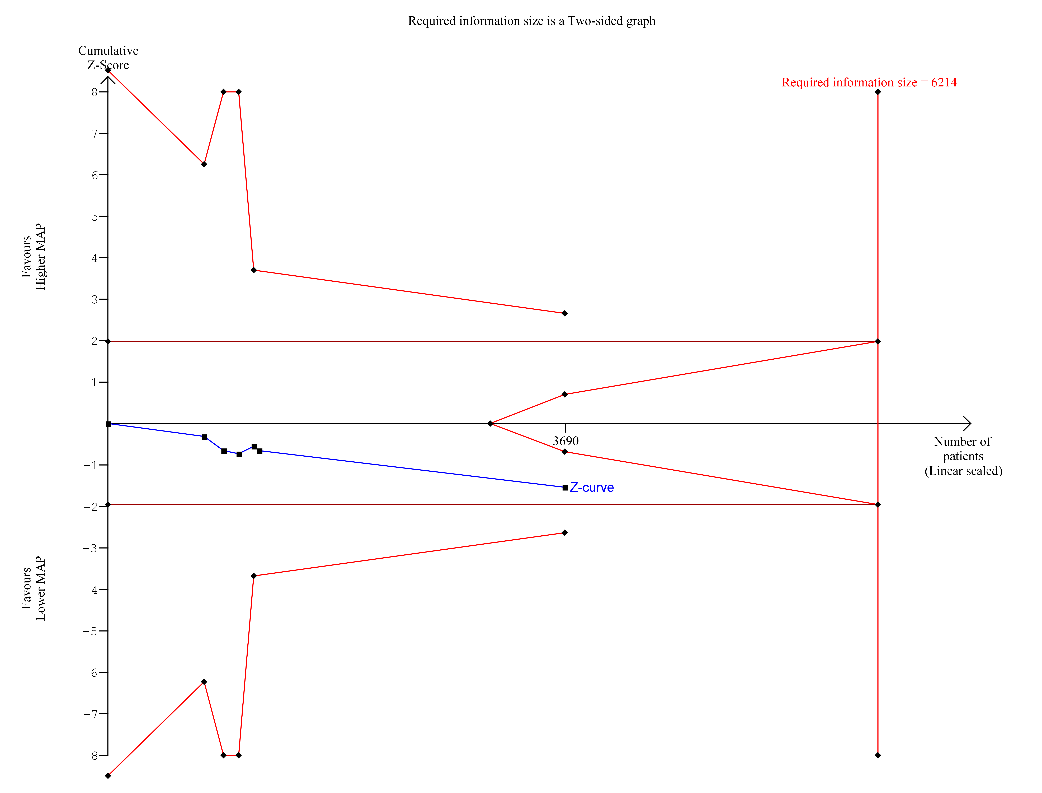 Required information size is a Two-sided graph
Cumulative
Z-Score
Required information size = 6214
8
7
6
5
4
3
2
1
−1
−2
−3
−4
−5
−6
−7
8
Favours
Higher MAP
Favours
Lower MAP
3690
Number of
patients
(Linear scaled)
Z-curve